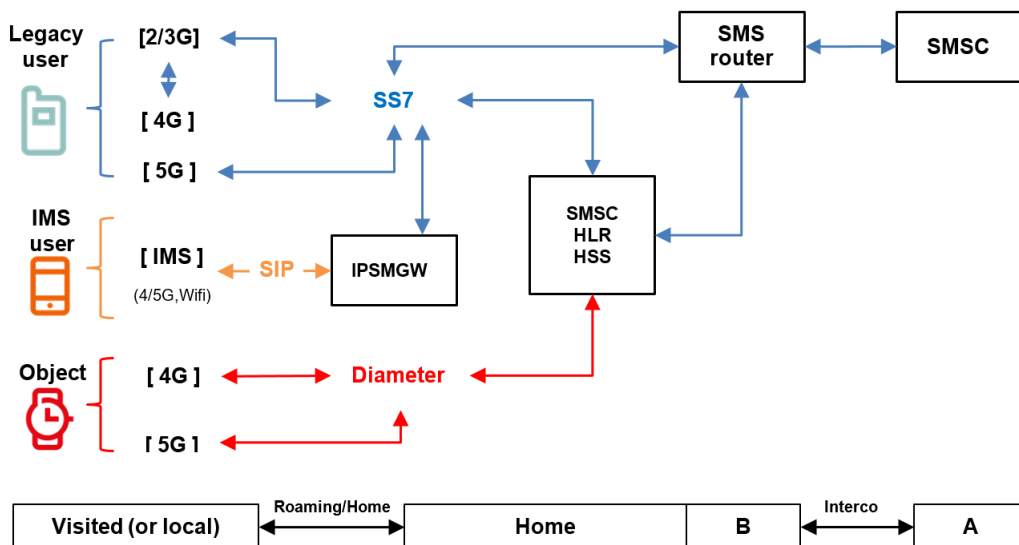 Legacy
user
[2/3G]
[ 4G ]
[ 5G ]
SS7
SMS
router
SMSC
SMSC
HLR
HSS
IMS
user
[ IMS ]
(4/5G,Wifi)
SIP
IPSMGW
Object
[ 4G ]
Diameter
[ 5G ]
Visited (or local)
Roaming/Home
Home
B
Interco
A